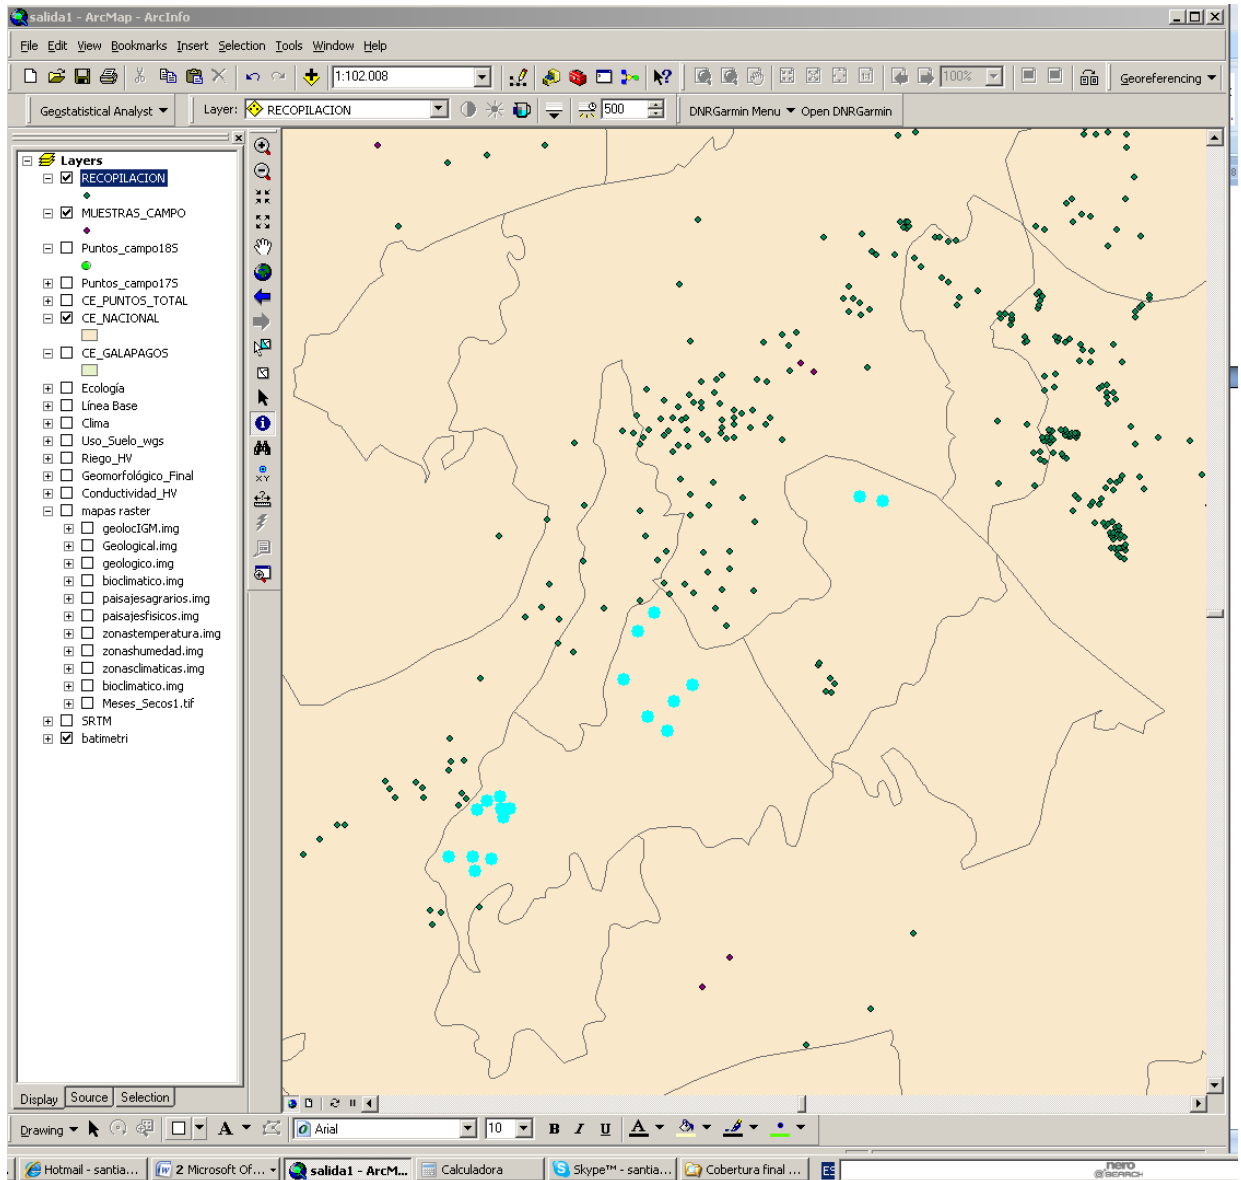 salida1 - ArcMap - ArcInfo
File Edit View Bookmarks Insert Selection Tools Window Help
1:102.008
100%
Georeferencing
Geostatistical Analyst
Layer: RECOPILACION
500
DNRGarmin Menu Open DNRGarmin
Layers
RECOPILACION
MUESTRAS_CAMPO
Puntos_campo18S
Puntos_campo17S
CE_PUNTOS_TOTAL
CE_NACIONAL
CE_GALAPAGOS
Ecología
Línea Base
Clima
Uso_Suelo_wgs
Riego_HV
Geomorfológico_Final
Conductividad_HV
mapas raster
geolocIGM.img
Geological.img
geologico.img
bioclimatico.img
paisajesagrarios.img
paisajesfisicos.img
zonastemperatura.img
zonashumedad.img
zonasclimaticas.img
bioclimatico.img
Meses_Secos1.tif
SRTM
batimetri
XY
Display Source Selection
Drawing A Arial 10 B I U A
Hotmail - santia... 2 Microsoft Of... salida1 - ArcM... Calculadora Skype™ - santia... Cobertura final ... ES nero
SEARCH